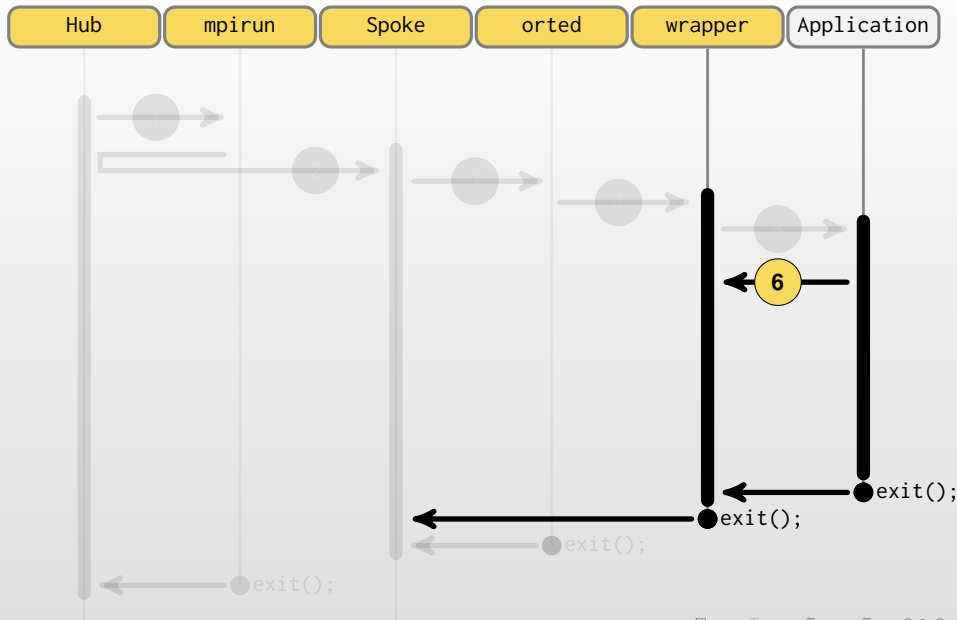 Hub
mpirun
Spoke
orted
wrapper
Application
6
exit();
exit();
exit();
exit();